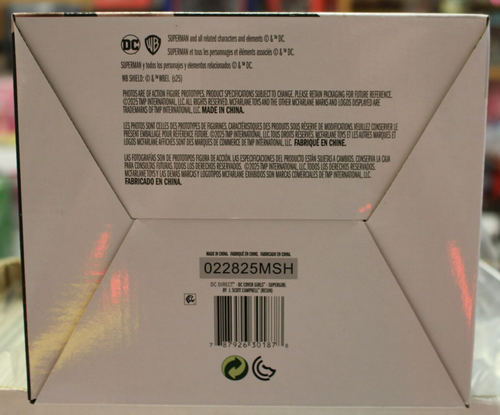 DC WB SUPERMAN and all related characters and elements © & ™ DC.
SUPERMAN et tous les personnages et éléments associés © & ™ DC.
SUPERMAN y todos los personajes y elementos relacionados © & ™ DC.
WB SHIELD: © & ™ WBEI. (s25)
PHOTOS ARE OF ACTION FIGURE PROTOTYPES. PRODUCT SPECIFICATIONS SUBJECT TO CHANGE. PLEASE RETAIN PACKAGING FOR FUTURE REFERENCE.
©2025 TMP INTERNATIONAL, LLC ALL RIGHTS RESERVED. MCFARLANE TOYS AND THE OTHER MCFARLANE MARKS AND LOGOS DISPLAYED ARE
TRADEMARKS OF TMP INTERNATIONAL, LLC. MADE IN CHINA.
LES PHOTOS SONT CELLES DES PROTOTYPES DE FIGURINES, CARACTÉRISTIQUES DES PRODUITS SOUS RÉSERVE DE MODIFICATIONS. VEUILLEZ CONSERVER LE
PRÉSENT EMBALLAGE POUR RÉFÉRENCE FUTURE. ©2025 TMP INTERNATIONAL, LLC. TOUS DROITS RÉSERVÉS. MCFARLANE TOYS ET LES AUTRES MARQUES ET
LOGOS MCFARLANE AFFICHÉS SONT DES MARQUES DE COMMERCE DE TMP INTERNATIONAL, LLC. FABRIQUÉ EN CHINE.
LAS FOTOGRAFÍAS SON DE PROTOTIPOS FIGURA DE ACCIÓN. LAS ESPECIFICACIONES DEL PRODUCTO ESTÁN SUJETAS A CAMBIOS. CONSERVA LA CAJA
PARA CONSULTAS FUTURAS. TODOS LOS DERECHOS RESERVADOS. ©2025 TMP INTERNATIONAL, LLC. TODOS LOS DERECHOS RESERVADOS.
MCFARLANE TOYS Y LAS DEMÁS MARCAS Y LOGOTIPOS MCFARLANE EXHIBIDOS SON MARCAS COMERCIALES DE TMP INTERNATIONAL, LLC.
FABRICADO EN CHINA.
MADE IN CHINA. FABRIQUÉ EN CHINE. FABRICADO EN CHINA.
022825MSH
DC DIRECT - DC COVER GIRLS - SUPERGIRL
BY J. SCOTT CAMPBELL (RESIN)
7 87926 30187 8